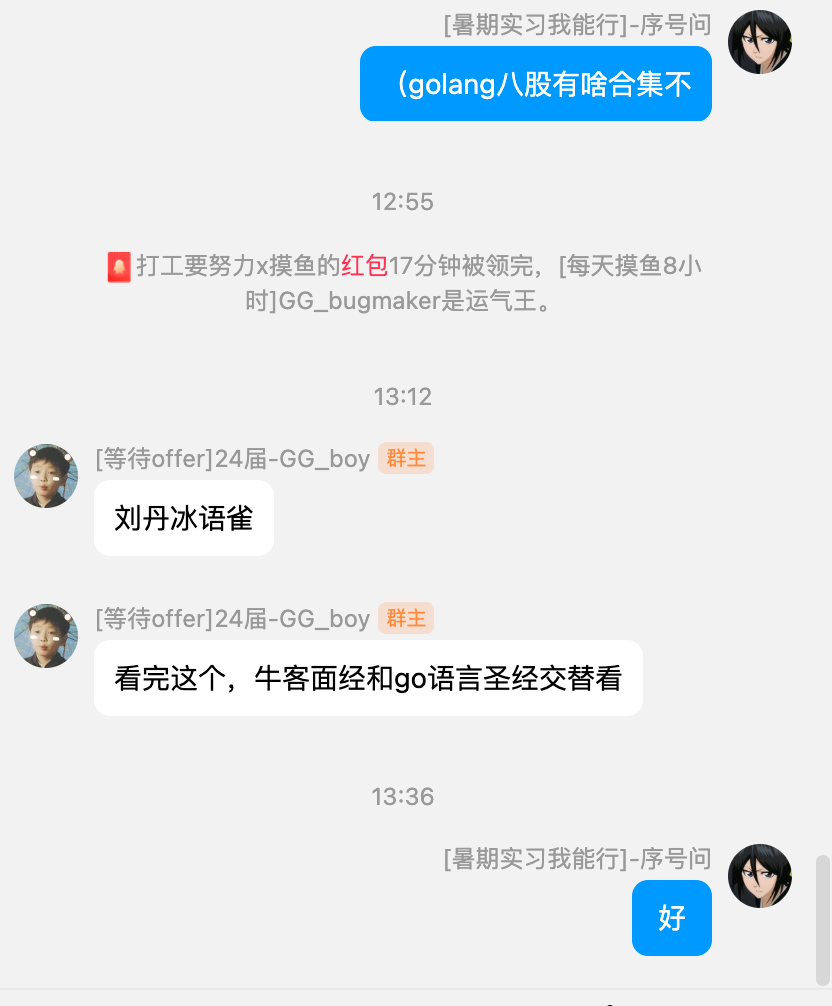 [暑期实习我能行]-序号问
（golang八股有啥合集不
12:55
打工要努力x摸鱼的红包17分钟被领完，[每天摸鱼8小
时]GG_bugmaker是运气王。
13:12
[等待offer]24届-GG_boy 群主
刘丹冰语雀
[等待offer]24届-GG_boy 群主
看完这个，牛客面经和go语言圣经交替看
13:36
[暑期实习我能行]-序号问
好